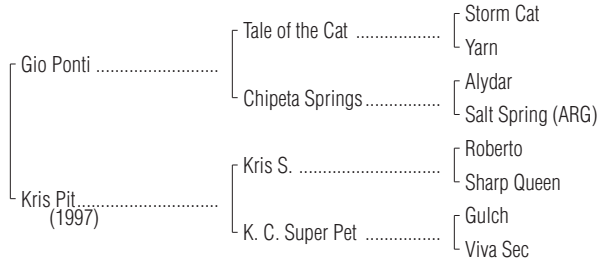 Storm Cat
Tale of the Cat ..................
Yarn
Gio Ponti ..........................
Alydar
Chipeta Springs................
Salt Spring (ARG)
Roberto
Kris S. ..............................
Sharp Queen
Kris Pit..............................
(1997)
Gulch
K. C. Super Pet ................
Viva Sec